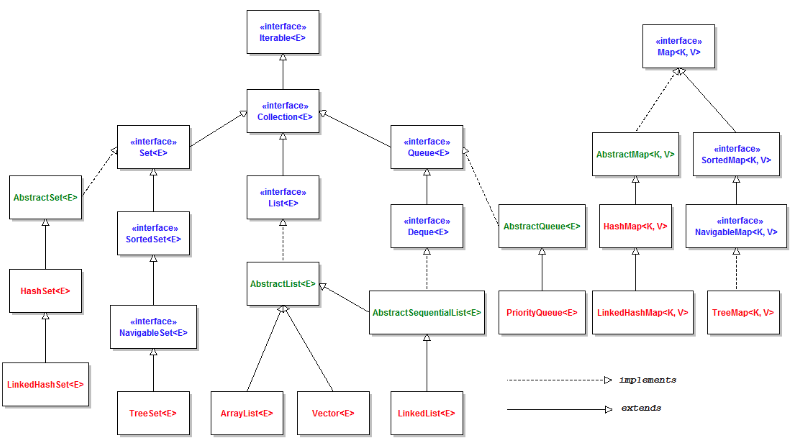 «interface»
Iterable<E>
«interface»
Map<K, V>
«interface»
Collection<E>
«interface»
Set<E>
«interface»
Queue<E>
AbstractMap<K, V>
«interface»
SortedMap<K, V>
AbstractSet<E>
«interface»
List<E>
«interface»
SortedSet<E>
«interface»
Deque<E>
AbstractQueue<E>
HashMap<K, V>
«interface»
NavigableMap<K, V>
HashSet<E>
AbstractList<E>
«interface»
NavigableSet<E>
AbstractSequentialList<E>
PriorityQueue<E>
LinkedHashMap<K, V>
TreeMap<K, V>
LinkedHashSet<E>
TreeSet<E>
ArrayList<E>
Vector<E>
LinkedList<E>
implements
extends